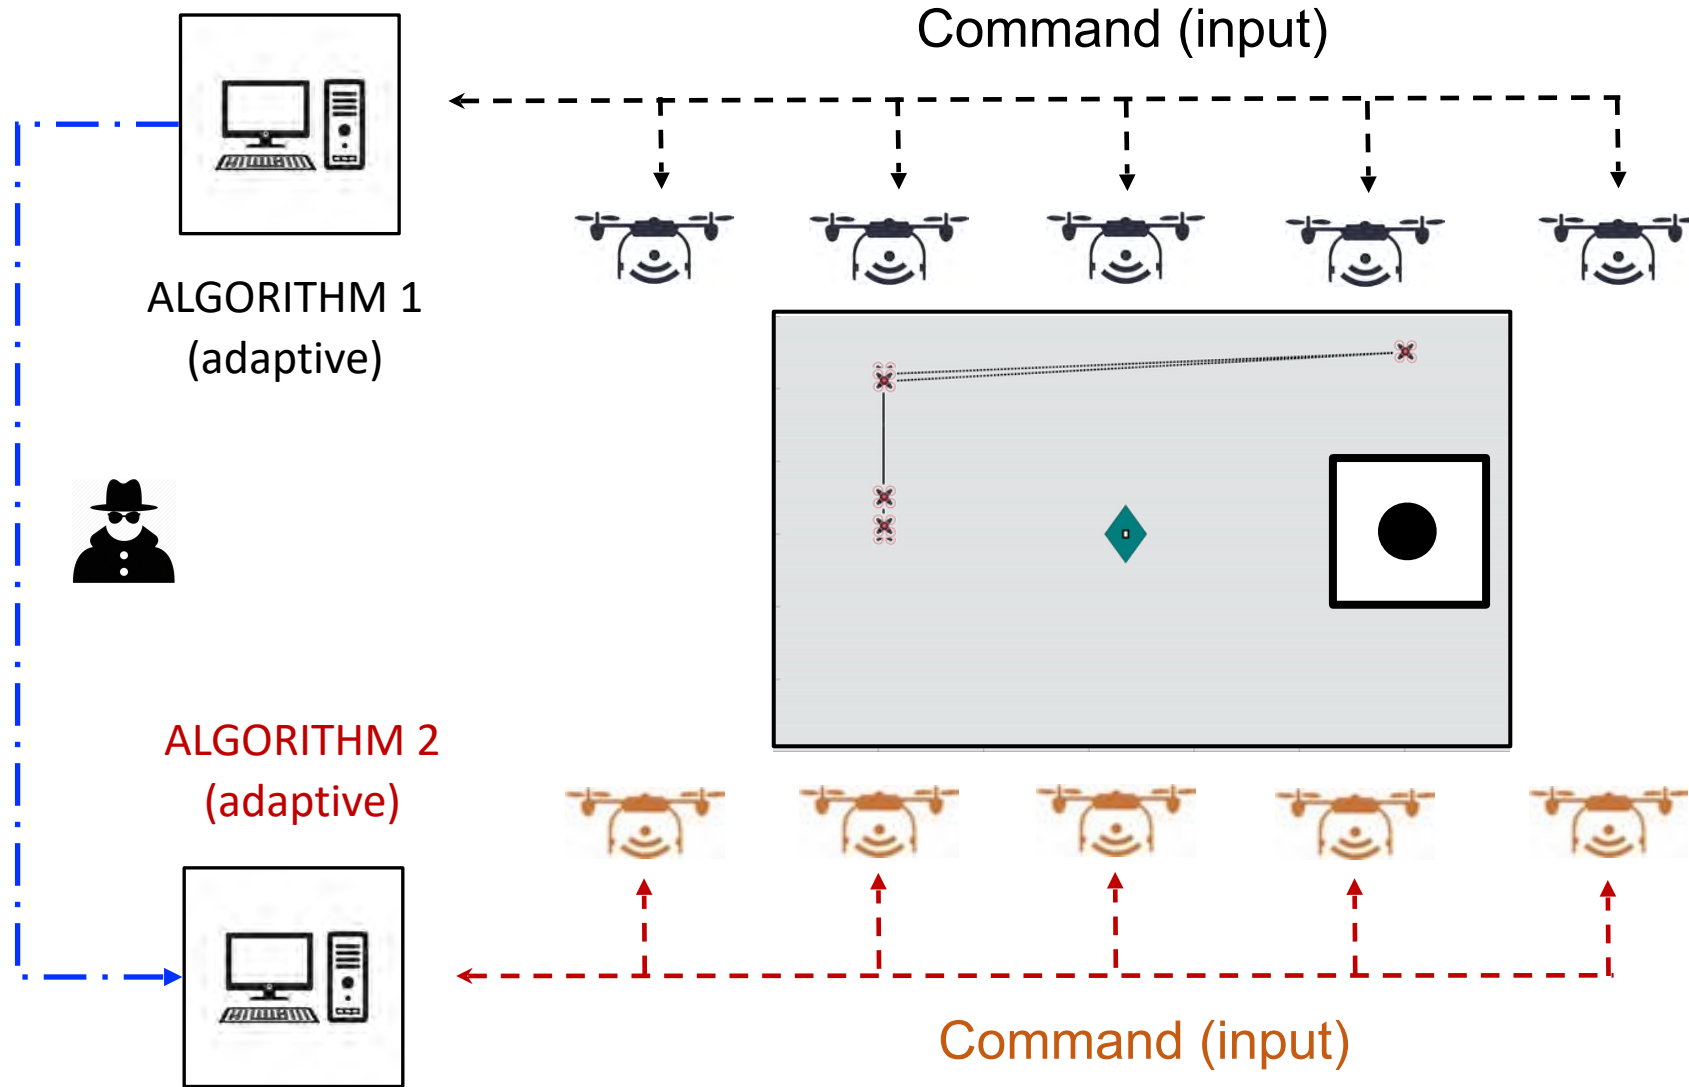 Command (input)
ALGORITHM 1
(adaptive)
ALGORITHM 2
(adaptive)
Command (input)